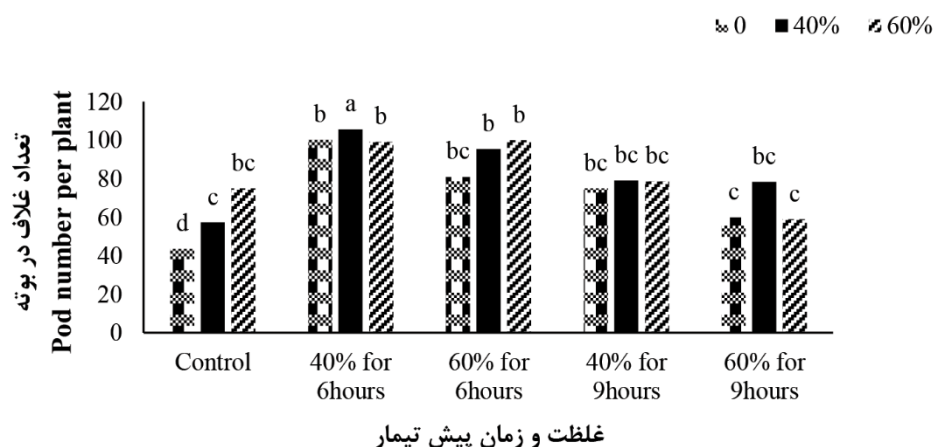 0 40% 60%
تعداد غلاف در بوته
Pod number per plant
120
100
80
60
40
20
0
d c bc
b a b
bc b b
bc bc bc
c bc c
Control
40% for
6hours
60% for
6hours
40% for
9hours
60% for
9hours
غلظت و زمان پیش تیمار